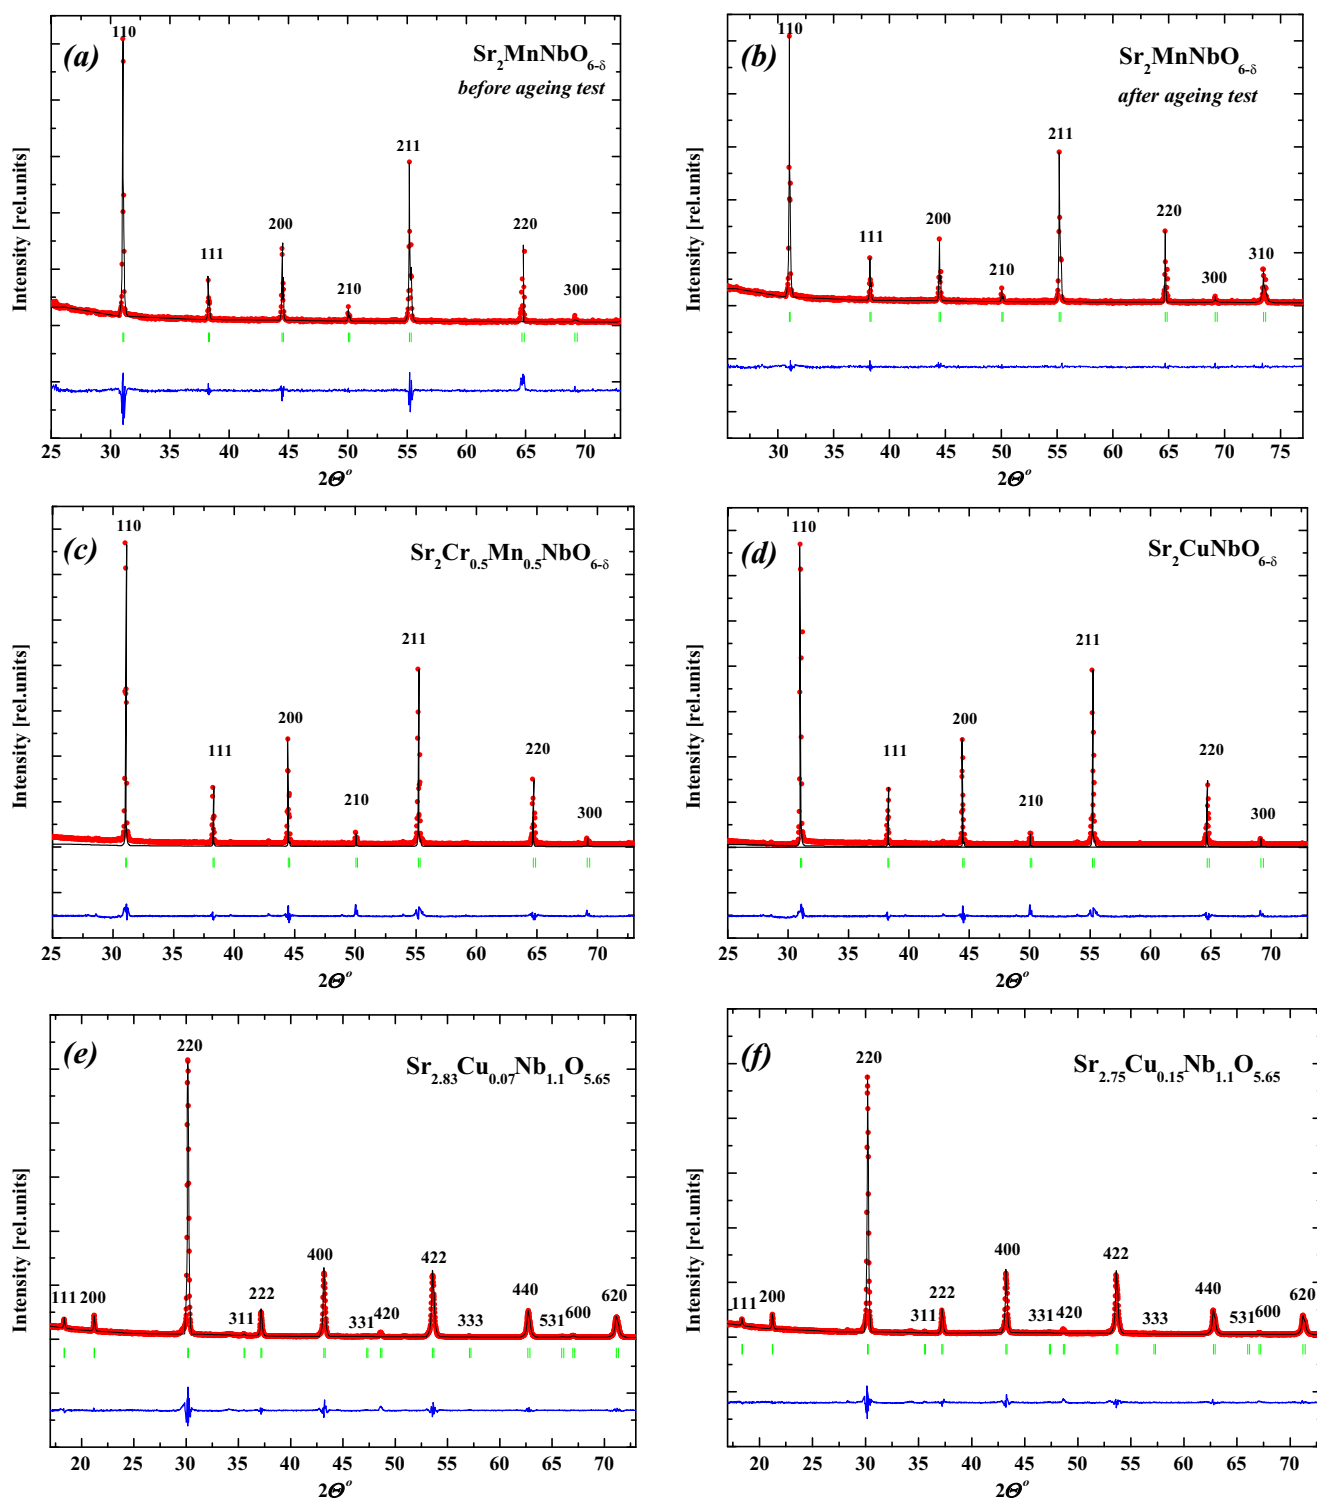 (a)
110
Sr₂MnNbO₆₋δ
before ageing test
111
200
210
211
220
300
Intensity [rel.units]
25 30 35 40 45 50 55 60 65 70
2Θ°
(b)
110
Sr₂MnNbO₆₋δ
after ageing test
111
200
210
211
220
300
310
Intensity [rel.units]
25 30 35 40 45 50 55 60 65 70 75
2Θ°
(c)
110
Sr₂Cr₀.₅Mn₀.₅NbO₆₋δ
111
200
210
211
220
300
Intensity [rel.units]
25 30 35 40 45 50 55 60 65 70
2Θ°
(d)
110
Sr₂CuNbO₆₋δ
111
200
210
211
220
300
Intensity [rel.units]
25 30 35 40 45 50 55 60 65 70
2Θ°
(e)
220
Sr₂.₈₃Cu₀.₀₇Nb₁.₁O₅.₆₅
111 200
311
222
400
331
420
422
333
440
531
600
620
Intensity [rel.units]
20 25 30 35 40 45 50 55 60 65 70
2Θ°
(f)
220
Sr₂.₇₅Cu₀.₁₅Nb₁.₁O₅.₆₅
111
200
311
222
400
331
420
422
333
440
531
600
620
Intensity [rel.units]
20 25 30 35 40 45 50 55 60 65 70
2Θ°